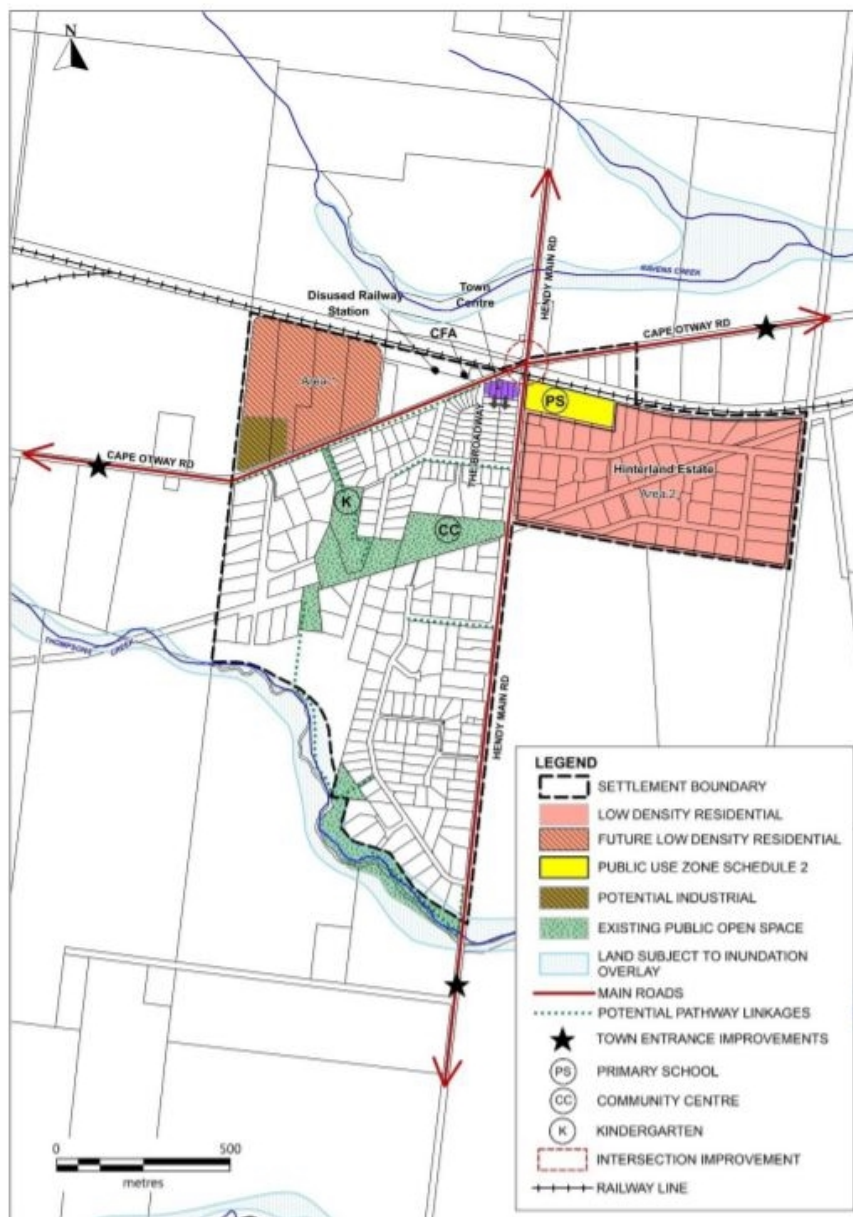 N
HENDY MAIN RD
RAVENS CREEK
Disused Railway
Station
Town
Centre
CFA
CAPE OTWAY RD
Area 1
PS
THE BROADWAY
Hinterland Estate
Area 2
CAPE OTWAY RD
K
CC
THOMPSONS CREEK
HENDY MAIN RD
LEGEND
SETTLEMENT BOUNDARY
LOW DENSITY RESIDENTIAL
FUTURE LOW DENSITY RESIDENTIAL
PUBLIC USE ZONE SCHEDULE 2
POTENTIAL INDUSTRIAL
EXISTING PUBLIC OPEN SPACE
LAND SUBJECT TO INUNDATION
OVERLAY
MAIN ROADS
POTENTIAL PATHWAY LINKAGES
TOWN ENTRANCE IMPROVEMENTS
PS PRIMARY SCHOOL
CC COMMUNITY CENTRE
K KINDERGARTEN
INTERSECTION IMPROVEMENT
RAILWAY LINE
0 500
metres